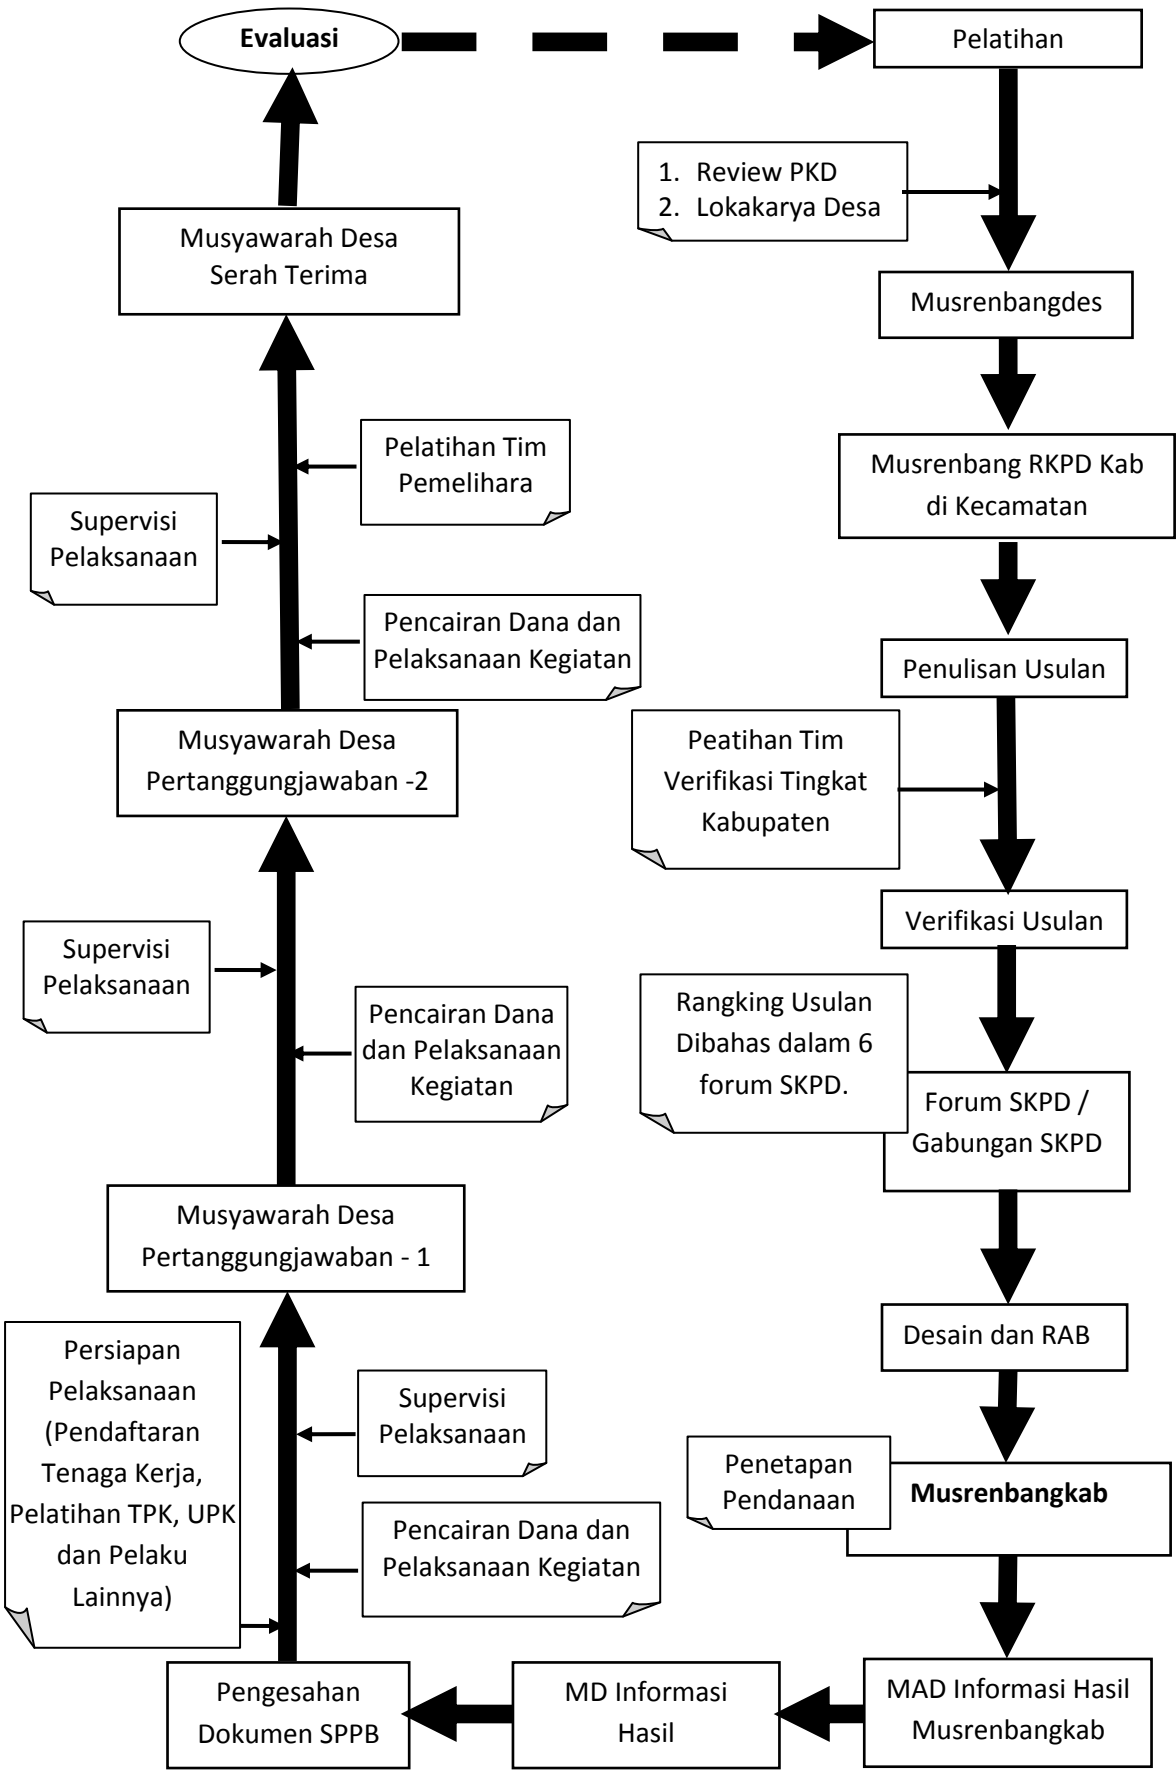 Evaluasi
Pelatihan
1. Review PKD
2. Lokakarya Desa
Musrenbangdes
Musrenbang RKPD Kab
di Kecamatan
Penulisan Usulan
Peatihan Tim
Verifikasi Tingkat
Kabupaten
Verifikasi Usulan
Rangking Usulan
Dibahas dalam 6
forum SKPD.
Forum SKPD /
Gabungan SKPD
Desain dan RAB
Penetapan
Pendanaan
Musrenbangkab
MAD Informasi Hasil
Musrenbangkab
MD Informasi
Hasil
Pengesahan
Dokumen SPPB
Persiapan
Pelaksanaan
(Pendaftaran
Tenaga Kerja,
Pelatihan TPK, UPK
dan Pelaku
Lainnya)
Pencairan Dana dan
Pelaksanaan Kegiatan
Supervisi
Pelaksanaan
Musyawarah Desa
Pertanggungjawaban - 1
Pencairan Dana
dan Pelaksanaan
Kegiatan
Supervisi
Pelaksanaan
Musyawarah Desa
Pertanggungjawaban -2
Pencairan Dana dan
Pelaksanaan Kegiatan
Supervisi
Pelaksanaan
Pelatihan Tim
Pemelihara
Musyawarah Desa
Serah Terima